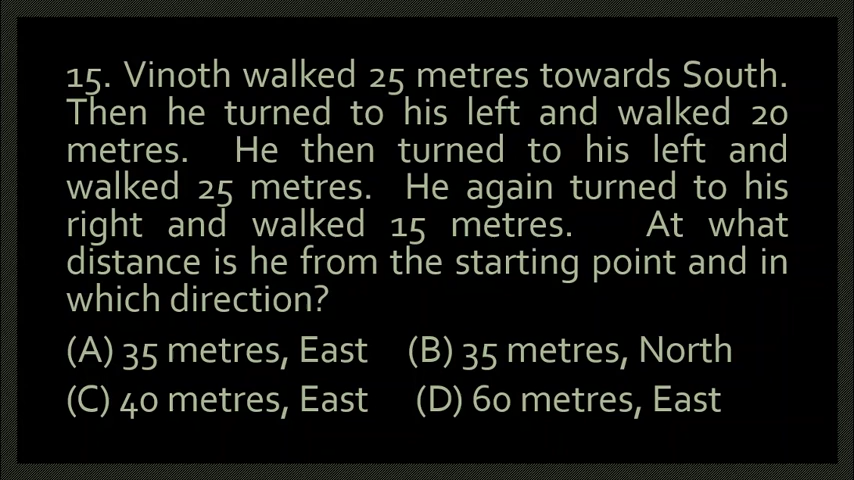 15. Vinoth walked 25 metres towards South.
Then he turned to his left and walked 20
metres. He then turned to his left and
walked 25 metres. He again turned to his
right and walked 15 metres. At what
distance is he from the starting point and in
which direction?
(A) 35 metres, East (B) 35 metres, North
(C) 40 metres, East (D) 60 metres, East